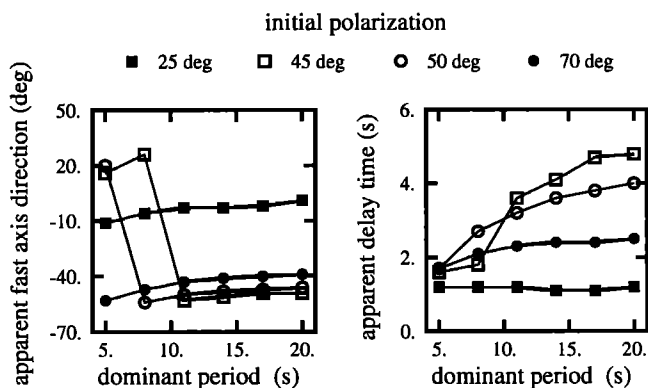 initial polarization
25 deg 45 deg 50 deg 70 deg
apparent fast axis direction (deg)
50.
20.
-10.
-40.
-70.
5. 10. 15. 20.
dominant period (s)
apparent delay time (s)
6.
4.
2.
0.
5. 10. 15. 20.
dominant period (s)